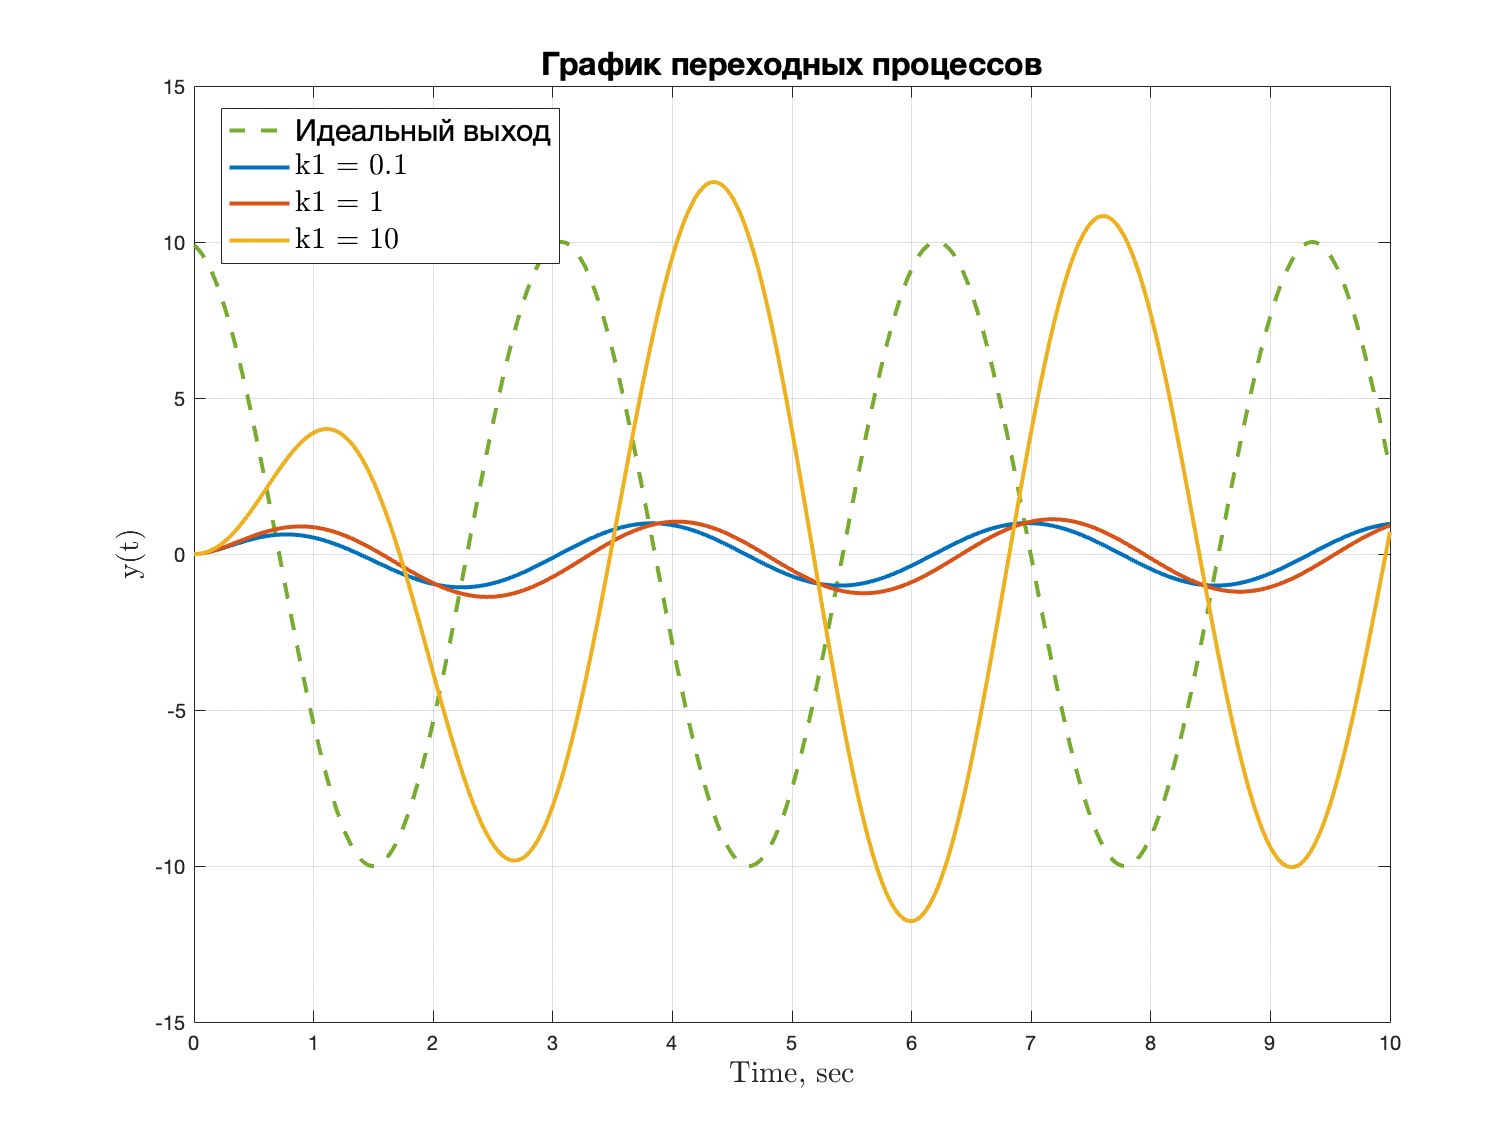 График переходных процессов
15
10
5
0
-5
-10
-15
y(t)
Идеальный выход
k1 = 0.1
k1 = 1
k1 = 10
0 1 2 3 4 5 6 7 8 9 10
Time, sec